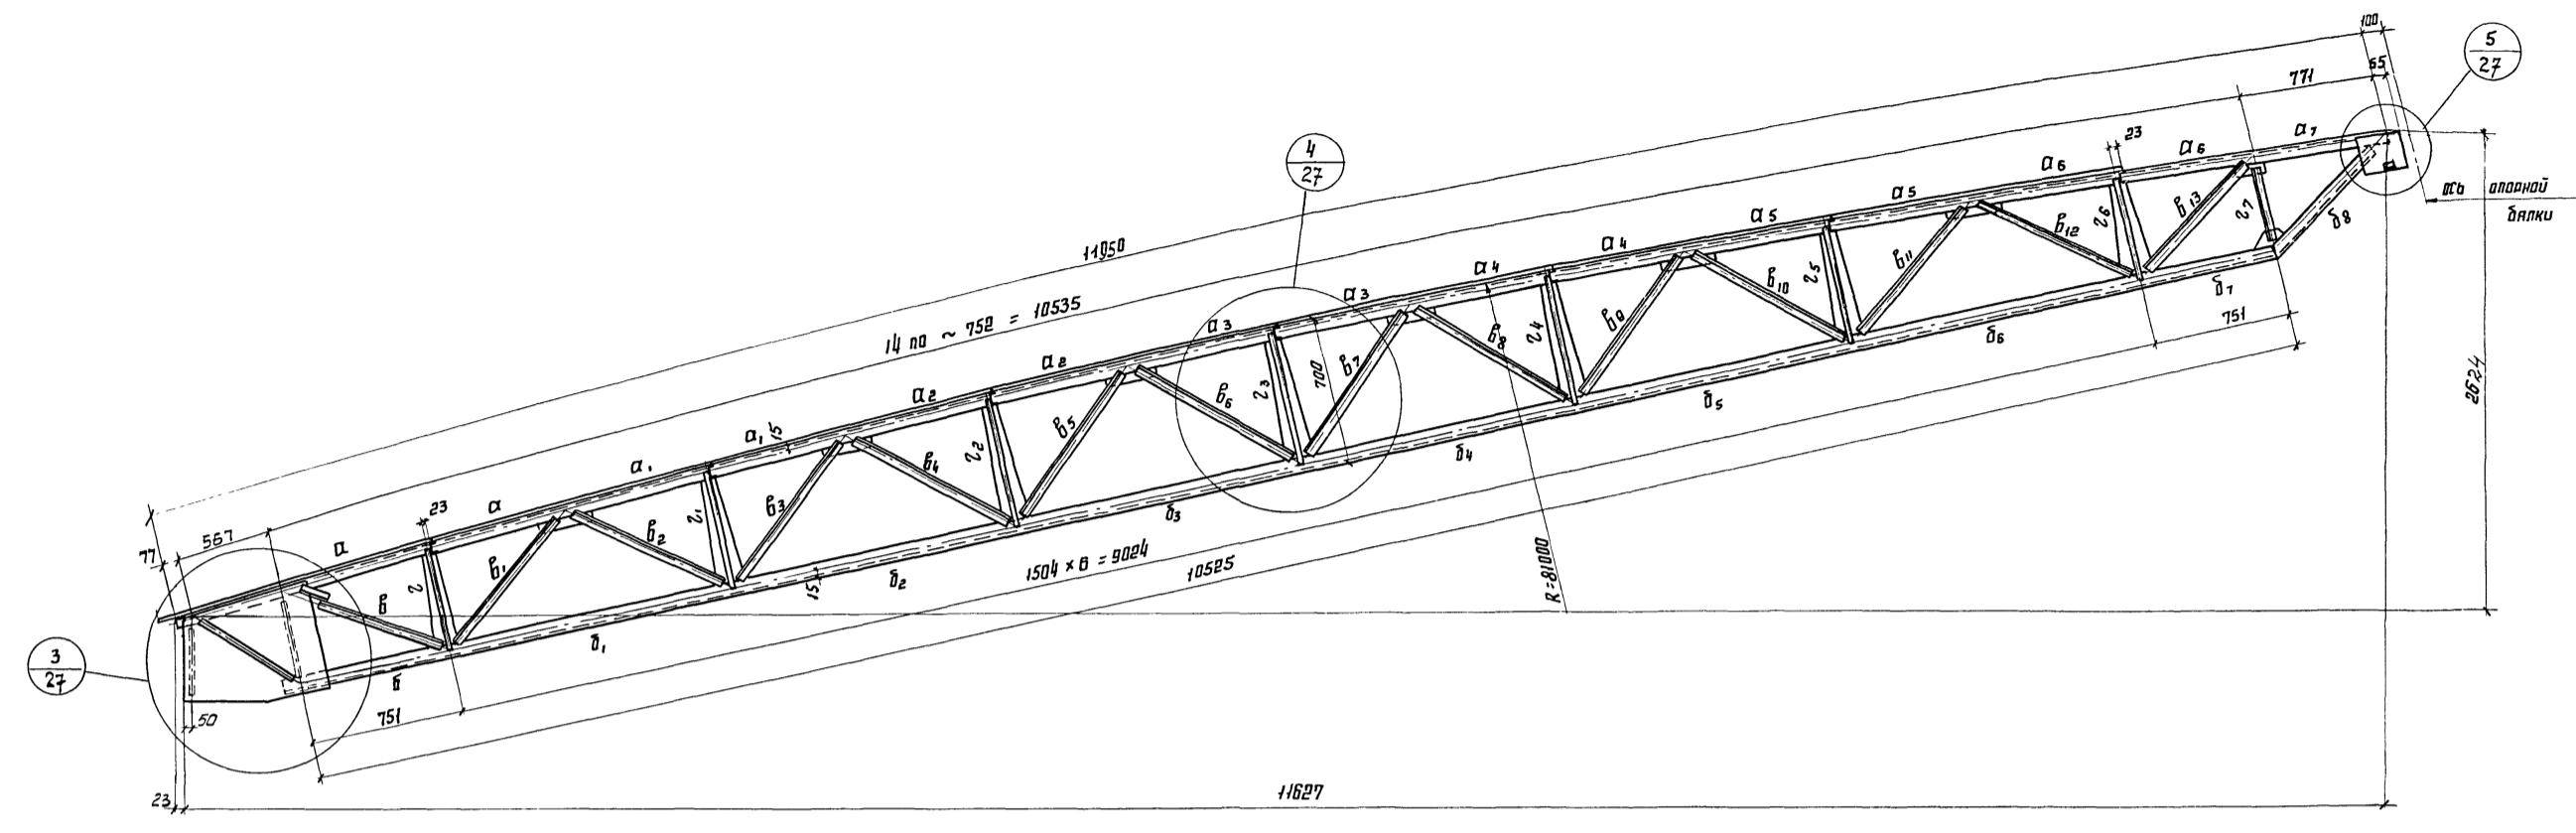 100
5
27
771
55
4
27
23
а7
а6
а6
ось опорной
балки
11950
14 по ~ 752 = 10535
а5
а5
а4
а4
а3
а3
а2
а2
а1
15
а1
а
а
23
567
77
в
г
в1
в2
г1
в3
в4
г2
в5
в6
г3
700
в7
в8
г4
в9
в10
г5
в11
в12
г6
в13
г7
б8
б7
751
б6
б5
б4
б3
б2
15
б1
б
2624
1504 × 6 = 9024
10525
R=81000
3
27
50
751
23
11627